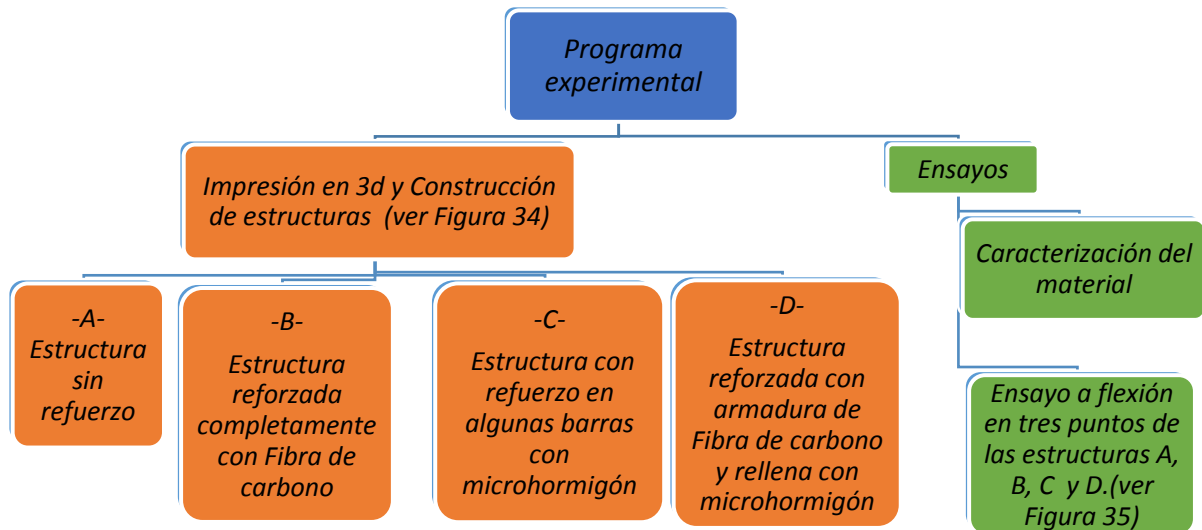 Programa
experimental
Impresión en 3d y Construcción
de estructuras (ver Figura 34)
Ensayos
Caracterización del
material
-A-
Estructura
sin
refuerzo
-B-
Estructura
reforzada
completamente
con Fibra de
carbono
-C-
Estructura con
refuerzo en
algunas barras
con
microhormigón
-D-
Estructura
reforzada con
armadura de
Fibra de carbono
y rellena con
microhormigón
Ensayo a flexión
en tres puntos de
las estructuras A,
B, C y D.(ver
Figura 35)